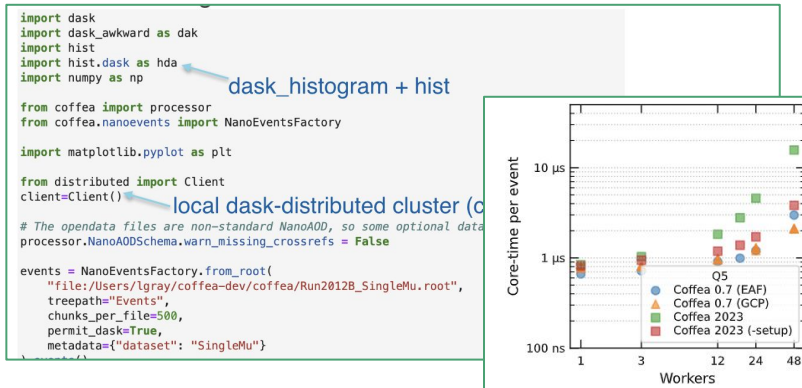 import dask
import dask_awkward as dak
import hist
import hist.dask as hda
import numpy as np
dask_histogram + hist
from coffea import processor
from coffea.nanoevents import NanoEventsFactory
import matplotlib.pyplot as plt
from distributed import Client
client=Client()
local dask-distributed cluster (c
# The opendata files are non-standard NanoAOD, so some optional data
processor.NanoAODSchema.warn_missing_crossrefs = False
events = NanoEventsFactory.from_root(
    "file:/Users/lgray/coffea-dev/coffea/Run2012B_SingleMu.root",
    treepath="Events",
    chunks_per_file=500,
    permit_dask=True,
    metadata={"dataset": "SingleMu"}
Core-time per event
10 µs
1 µs
100 ns
Q5
Coffea 0.7 (EAF)
Coffea 0.7 (GCP)
Coffea 2023
Coffea 2023 (-setup)
1 3 12 24 48
Workers